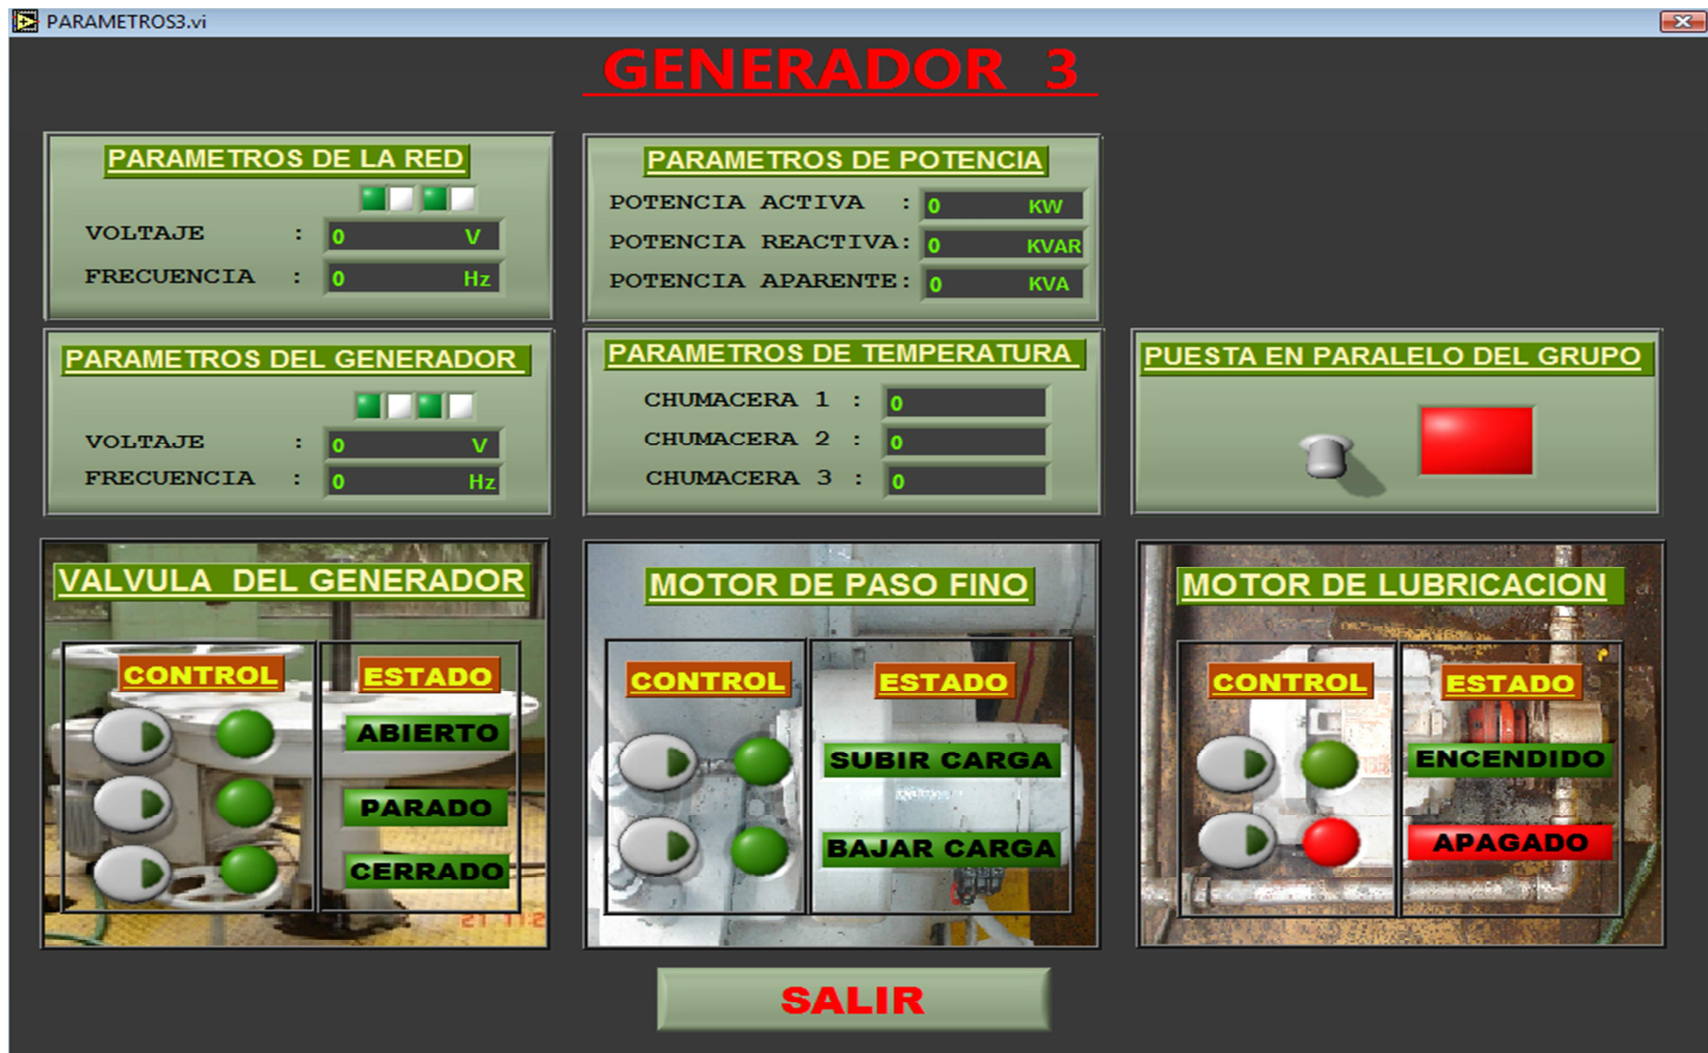 PARAMETROS3.vi
GENERADOR 3
PARAMETROS DE LA RED
VOLTAJE : 0 V
FRECUENCIA : 0 Hz
PARAMETROS DE POTENCIA
POTENCIA ACTIVA : 0 KW
POTENCIA REACTIVA: 0 KVAR
POTENCIA APARENTE: 0 KVA
PARAMETROS DEL GENERADOR
VOLTAJE : 0 V
FRECUENCIA : 0 Hz
PARAMETROS DE TEMPERATURA
CHUMACERA 1 : 0
CHUMACERA 2 : 0
CHUMACERA 3 : 0
PUESTA EN PARALELO DEL GRUPO
VALVULA DEL GENERADOR
CONTROL ESTADO
ABIERTO
PARADO
CERRADO
MOTOR DE PASO FINO
CONTROL ESTADO
SUBIR CARGA
BAJAR CARGA
MOTOR DE LUBRICACION
CONTROL ESTADO
ENCENDIDO
APAGADO
SALIR